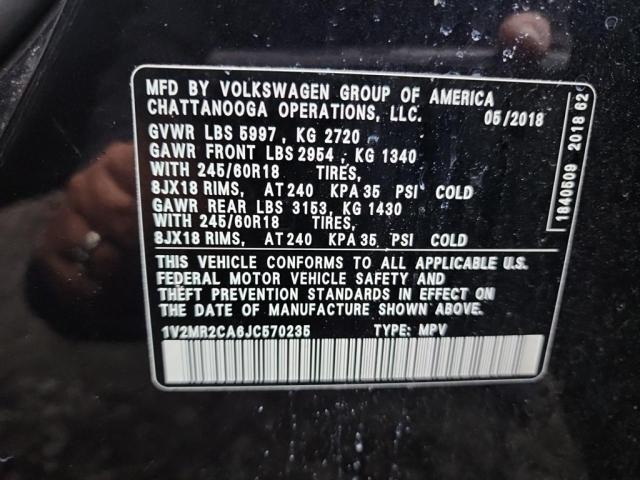 MFD BY VOLKSWAGEN GROUP OF AMERICA
CHATTANOOGA OPERATIONS, LLC. 05/2018
GVWR LBS 5997, KG 2720
GAWR FRONT LBS 2954, KG 1340
WITH 245/60R18 TIRES,
8JX18 RIMS, AT 240 KPA 35 PSI COLD
GAWR REAR LBS 3153, KG 1430
WITH 245/60R18 TIRES,
8JX18 RIMS, AT 240 KPA 35 PSI COLD
THIS VEHICLE CONFORMS TO ALL APPLICABLE U.S.
FEDERAL MOTOR VEHICLE SAFETY AND
THEFT PREVENTION STANDARDS IN EFFECT ON
THE DATE OF MANUFACTURE SHOWN ABOVE.
1V2MR2CA6JC570235 TYPE: MPV
1840509 2018 62